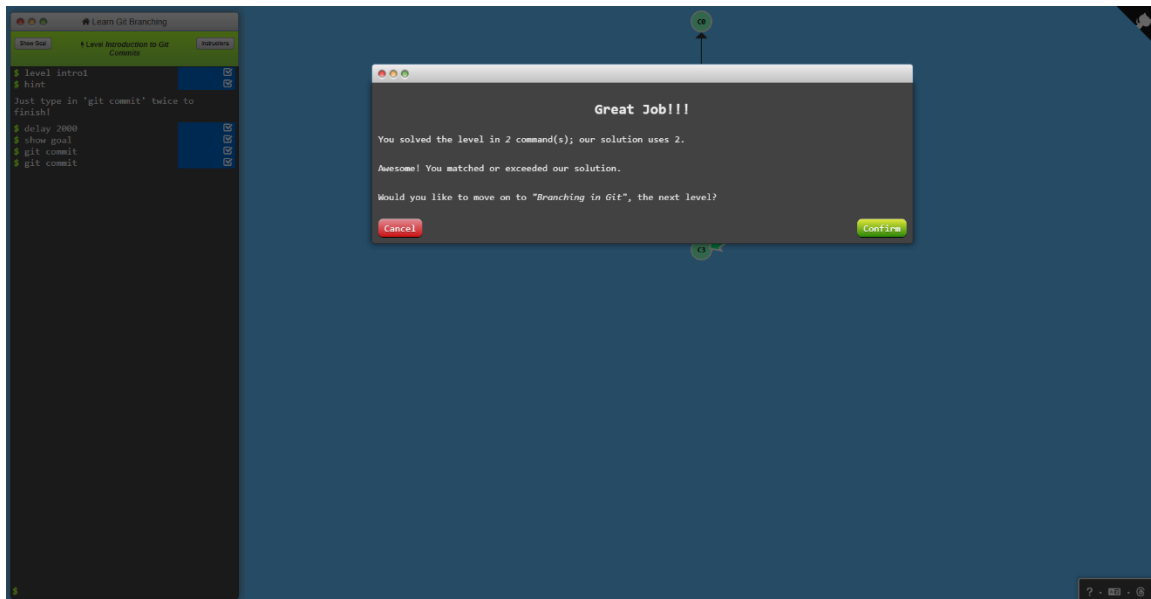 Learn Git Branching
Show Goal
Level Introduction to Git
Commits
Instructions
$ level intro1
$ hint
Just type in 'git commit' twice to
finish!
$ delay 2000
$ show goal
$ git commit
$ git commit
$
C0
Great Job!!!
You solved the level in 2 command(s); our solution uses 2.
Awesome! You matched or exceeded our solution.
Would you like to move on to "Branching in Git", the next level?
Cancel
Confirm
C3
?